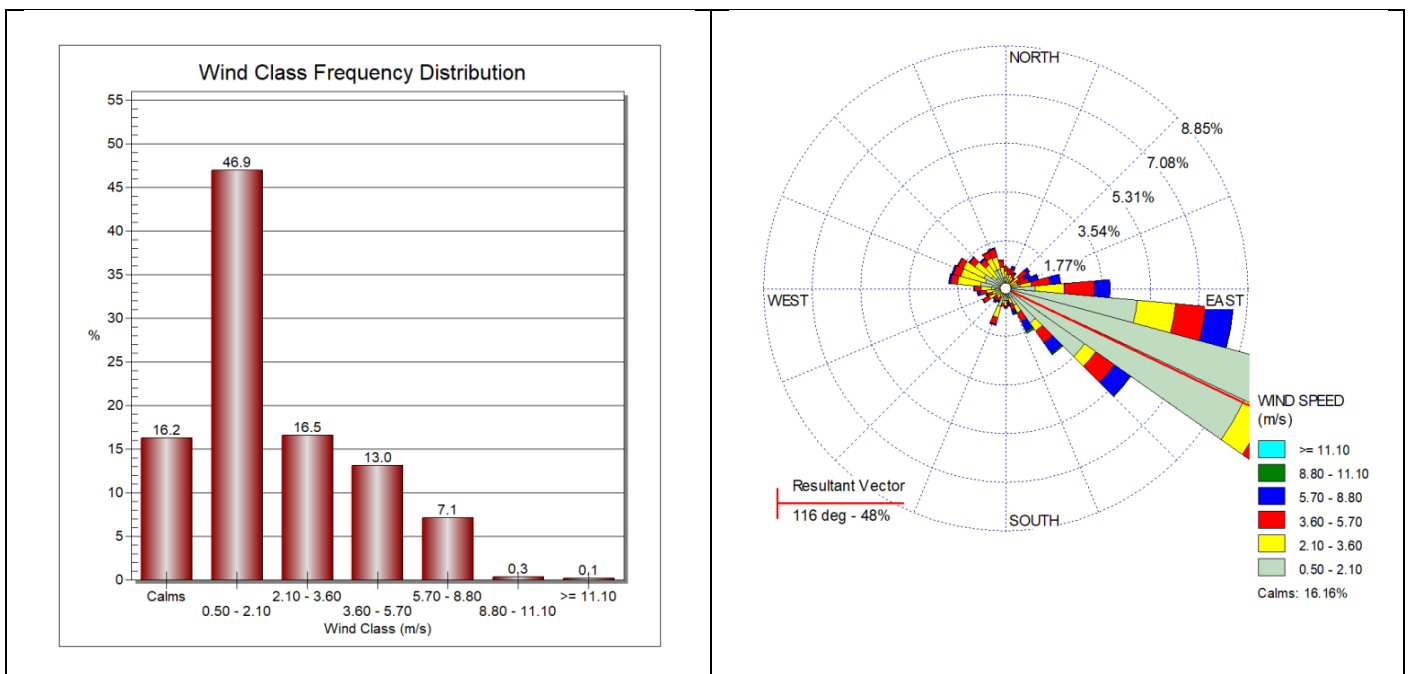 Wind Class Frequency Distribution
55
50
45
40
35
30
25
20
15
10
5
0
%
16.2
46.9
16.5
13.0
7.1
0.3
0.1
Calms
0.50 - 2.10
2.10 - 3.60
3.60 - 5.70
5.70 - 8.80
8.80 - 11.10
>= 11.10
Wind Class (m/s)
NORTH
8.85%
7.08%
5.31%
3.54%
1.77%
WEST
EAST
SOUTH
Resultant Vector
116 deg - 48%
WIND SPEED
(m/s)
>= 11.10
8.80 - 11.10
5.70 - 8.80
3.60 - 5.70
2.10 - 3.60
0.50 - 2.10
Calms: 16.16%